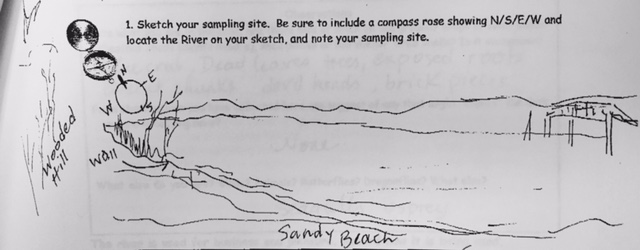 1. Sketch your sampling site. Be sure to include a compass rose showing N/S/E/W and
locate the River on your sketch, and note your sampling site.
N
E
W
S
Wooded
Hill
Wall
Sandy Beach